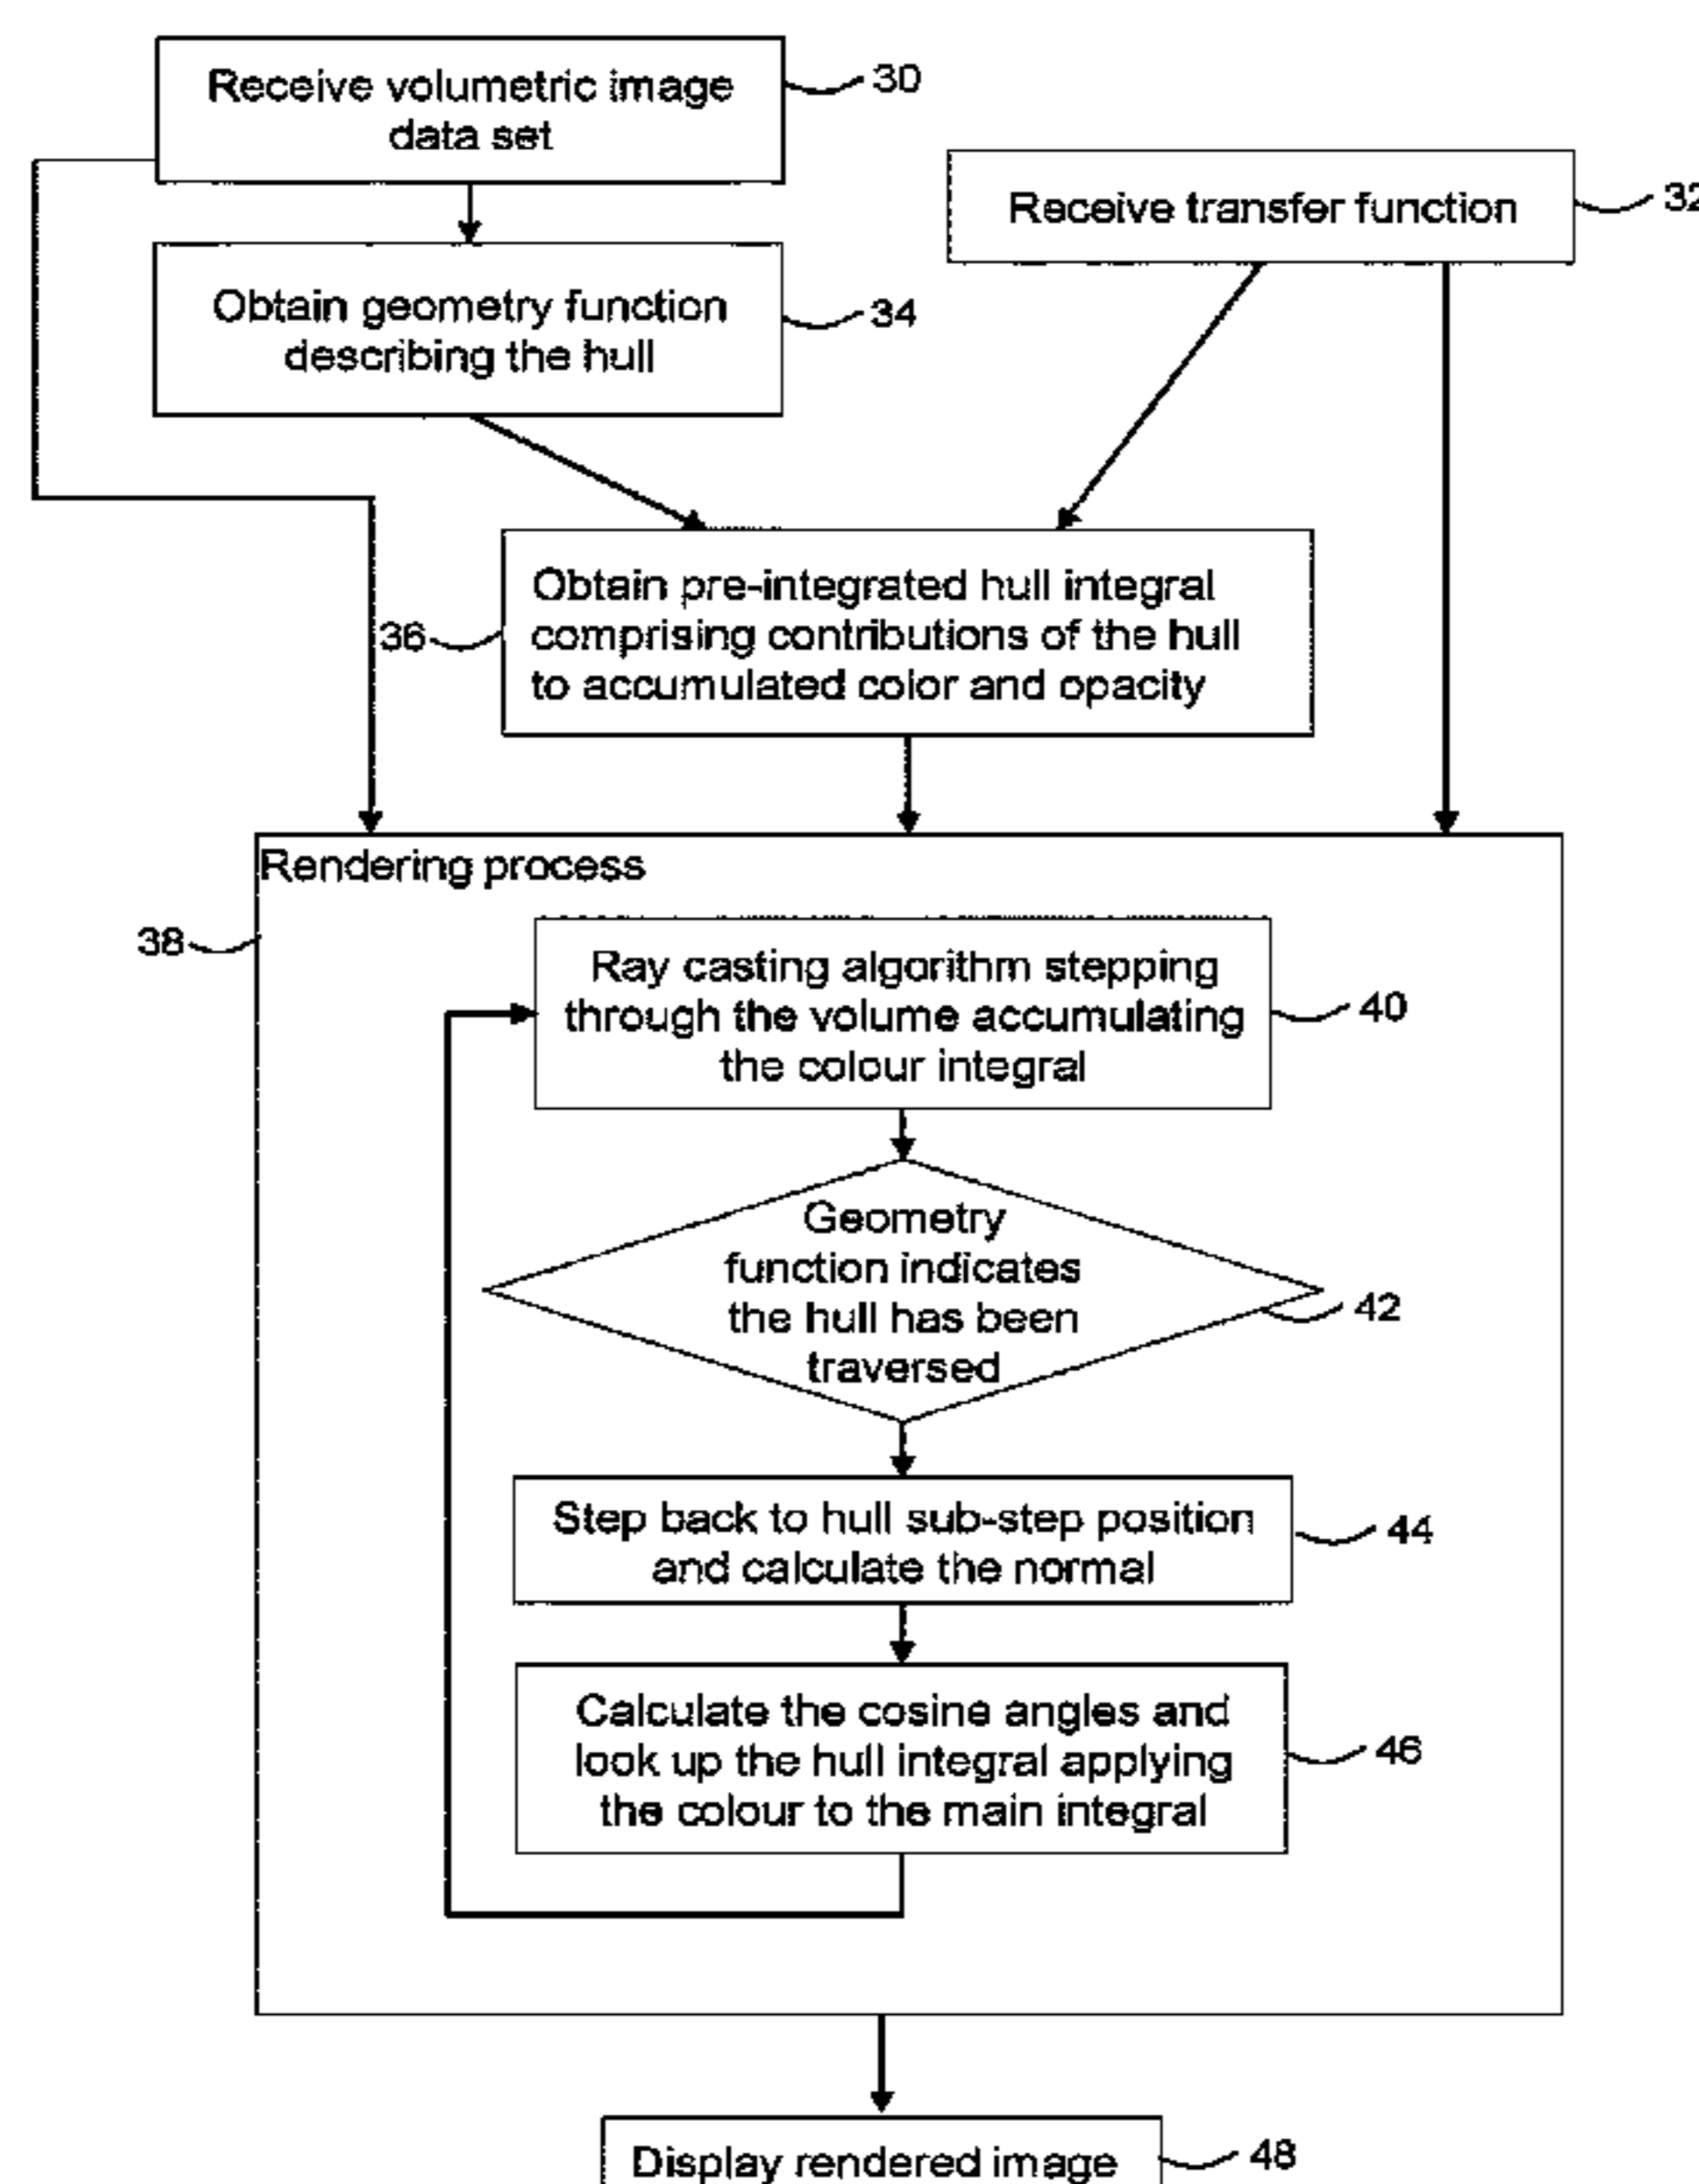 Receive volumetric image
data set
30
Receive transfer function
32
Obtain geometry function
describing the hull
34
Obtain pre-integrated hull integral
comprising contributions of the hull
to accumulated color and opacity
36
Rendering process
38
Ray casting algorithm stepping
through the volume accumulating
the colour integral
40
Geometry
function indicates
the hull has been
traversed
42
Step back to hull sub-step position
and calculate the normal
44
Calculate the cosine angles and
look up the hull integral applying
the colour to the main integral
46
Display rendered image
48